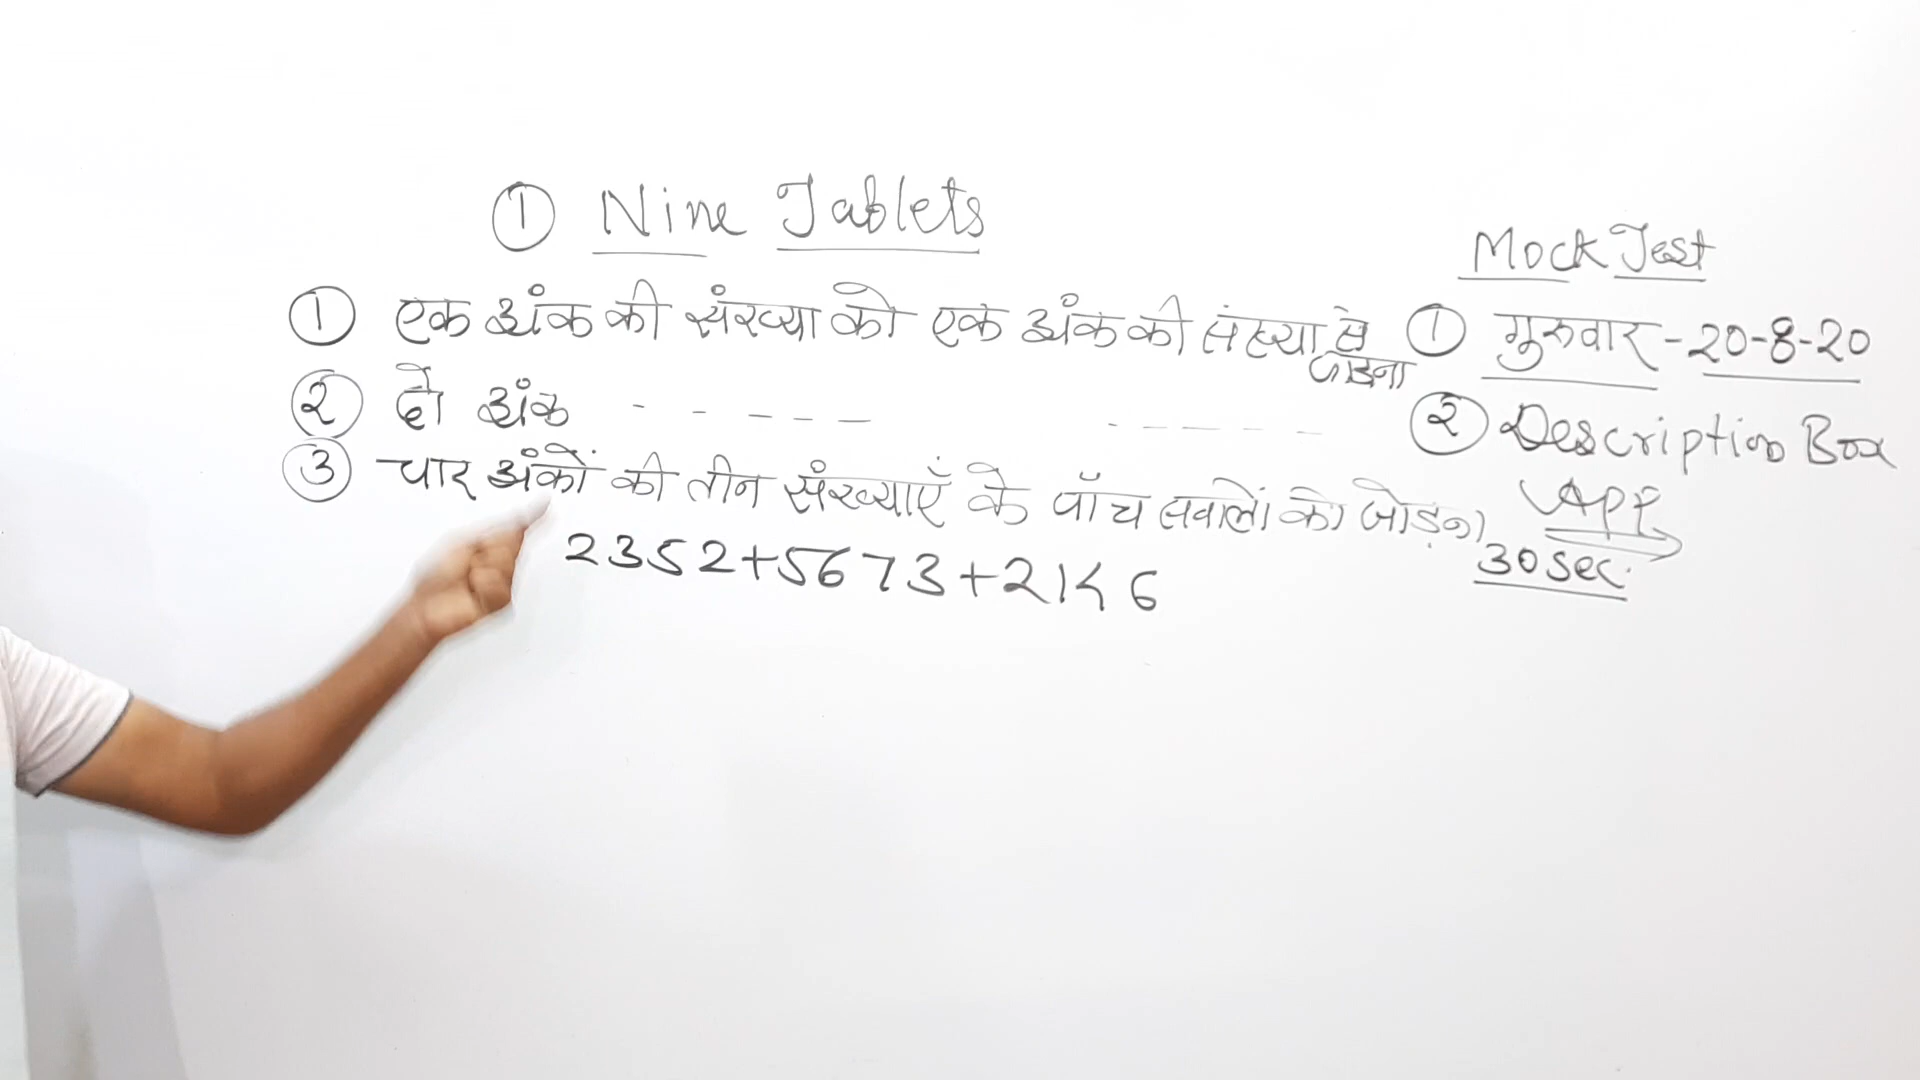 ① Nine Tablets
① एक अंक की संख्या को एक अंक की संख्या से जोड़ना
② दो अंक - - - - - - - - - -
③ चार अंकों की तीन संख्याएँ के पाँच सवालों को जोड़ना
2352+5673+2146
Mock Test
① गुरुवार - 20-8-20
② Description Box
App
30 Sec.